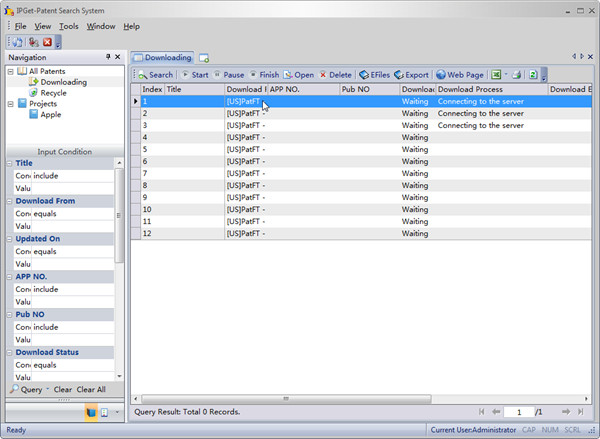 IPGet-Patent Search System
File View Tools Window Help
Navigation
All Patents
Downloading
Recycle
Projects
Apple
Input Condition
Title
Con include
Valu
Download From
Con equals
Valu
Updated On
Con equals
Valu
APP NO.
Con include
Valu
Pub NO
Con include
Valu
Download Status
Con equals
Valu
Query Clear Clear All
Downloading
Search Start Pause Finish Open Delete EFiles Export Web Page
Index Title Download APP NO. Pub NO Downloac Download Process Download E
1 [US]PatFT - Waiting Connecting to the server
2 [US]PatFT - Waiting Connecting to the server
3 [US]PatFT - Waiting Connecting to the server
4 [US]PatFT - Waiting
5 [US]PatFT - Waiting
6 [US]PatFT - Waiting
7 [US]PatFT - Waiting
8 [US]PatFT - Waiting
9 [US]PatFT - Waiting
10 [US]PatFT - Waiting
11 [US]PatFT - Waiting
12 [US]PatFT - Waiting
Query Result: Total 0 Records. 1 /1
Ready Current User:Administrator CAP NUM SCRL